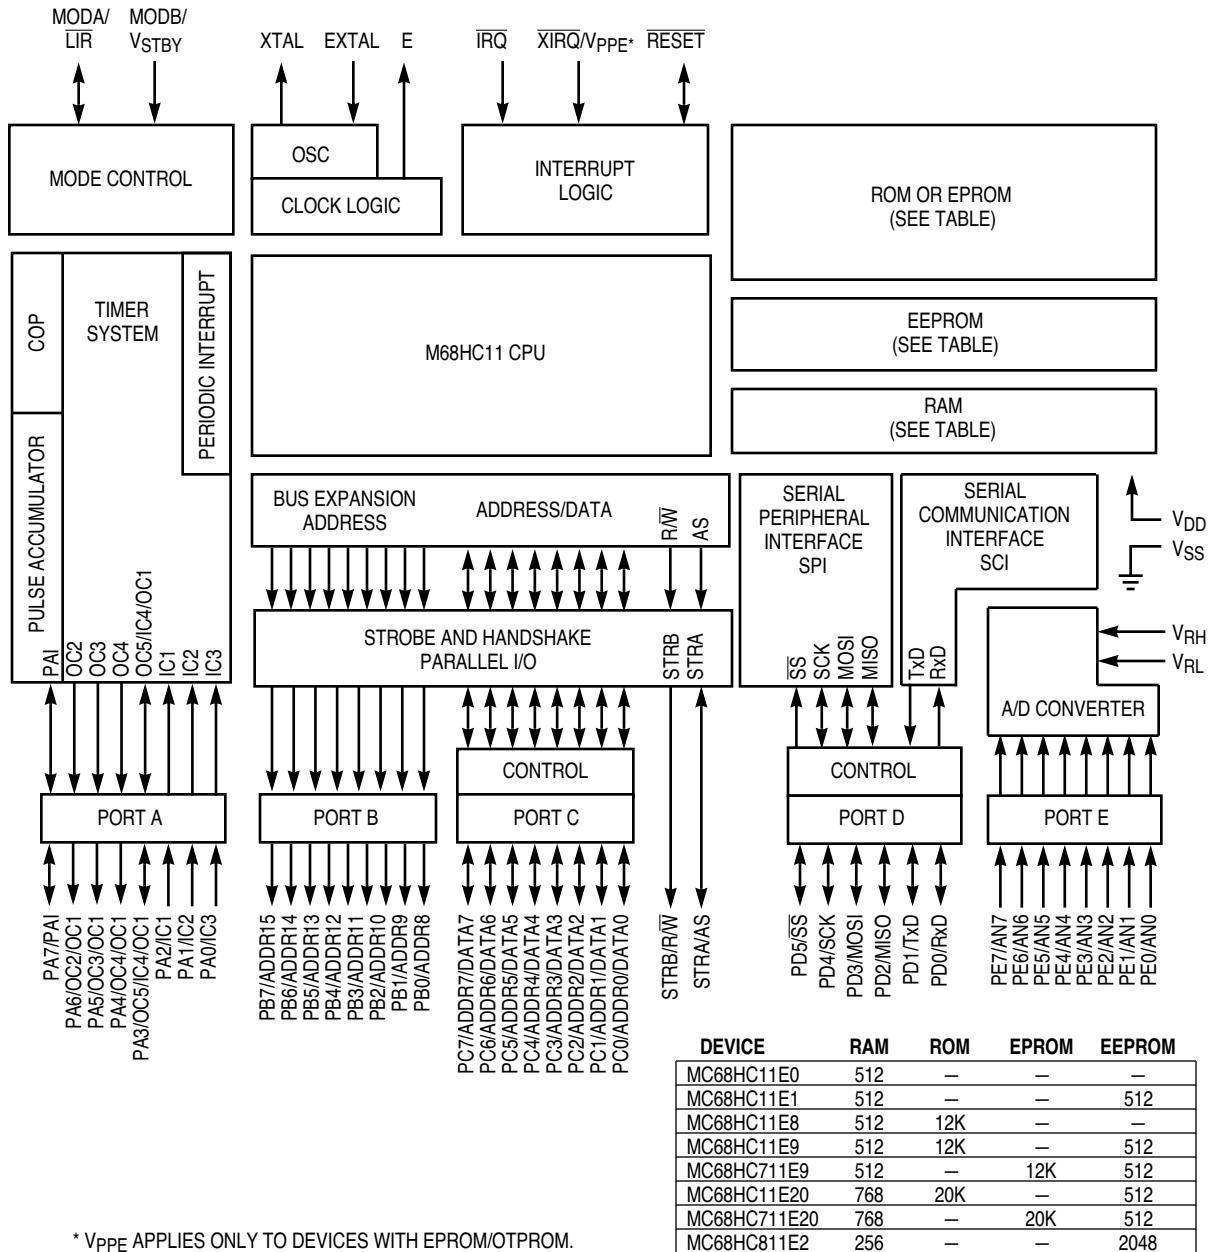 MODA/ MODB/
LIR VSTBY XTAL EXTAL E IRQ XIRQ/VPPE* RESET
MODE CONTROL
OSC
CLOCK LOGIC
INTERRUPT
LOGIC
ROM OR EPROM
(SEE TABLE)
COP
TIMER
SYSTEM
PERIODIC INTERRUPT
M68HC11 CPU
EEPROM
(SEE TABLE)
RAM
(SEE TABLE)
PULSE ACCUMULATOR
PAI
OC2
OC3
OC4
OC5/IC4/OC1
IC1
IC2
IC3
BUS EXPANSION
ADDRESS
ADDRESS/DATA
R/W
AS
STROBE AND HANDSHAKE
PARALLEL I/O
STRB
STRA
SERIAL
PERIPHERAL
INTERFACE
SPI
SS
SCK
MOSI
MISO
SERIAL
COMMUNICATION
INTERFACE
SCI
TxD
RxD
VDD
VSS
VRH
VRL
A/D CONVERTER
CONTROL
CONTROL
PORT A
PORT B
PORT C
PORT D
PORT E
PA7/PAI
PA6/OC2/OC1
PA5/OC3/OC1
PA4/OC4/OC1
PA3/OC5/IC4/OC1
PA2/IC1
PA1/IC2
PA0/IC3
PB7/ADDR15
PB6/ADDR14
PB5/ADDR13
PB4/ADDR12
PB3/ADDR11
PB2/ADDR10
PB1/ADDR9
PB0/ADDR8
PC7/ADDR7/DATA7
PC6/ADDR6/DATA6
PC5/ADDR5/DATA5
PC4/ADDR4/DATA4
PC3/ADDR3/DATA3
PC2/ADDR2/DATA2
PC1/ADDR1/DATA1
PC0/ADDR0/DATA0
STRB/R/W
STRA/AS
PD5/SS
PD4/SCK
PD3/MOSI
PD2/MISO
PD1/TxD
PD0/RxD
PE7/AN7
PE6/AN6
PE5/AN5
PE4/AN4
PE3/AN3
PE2/AN2
PE1/AN1
PE0/AN0
DEVICE RAM ROM EPROM EEPROM
MC68HC11E0 512 — — —
MC68HC11E1 512 — — 512
MC68HC11E8 512 12K — —
MC68HC11E9 512 12K — 512
MC68HC711E9 512 — 12K 512
MC68HC11E20 768 20K — 512
MC68HC711E20 768 — 20K 512
MC68HC811E2 256 — — 2048
* VPPE APPLIES ONLY TO DEVICES WITH EPROM/OTPROM.